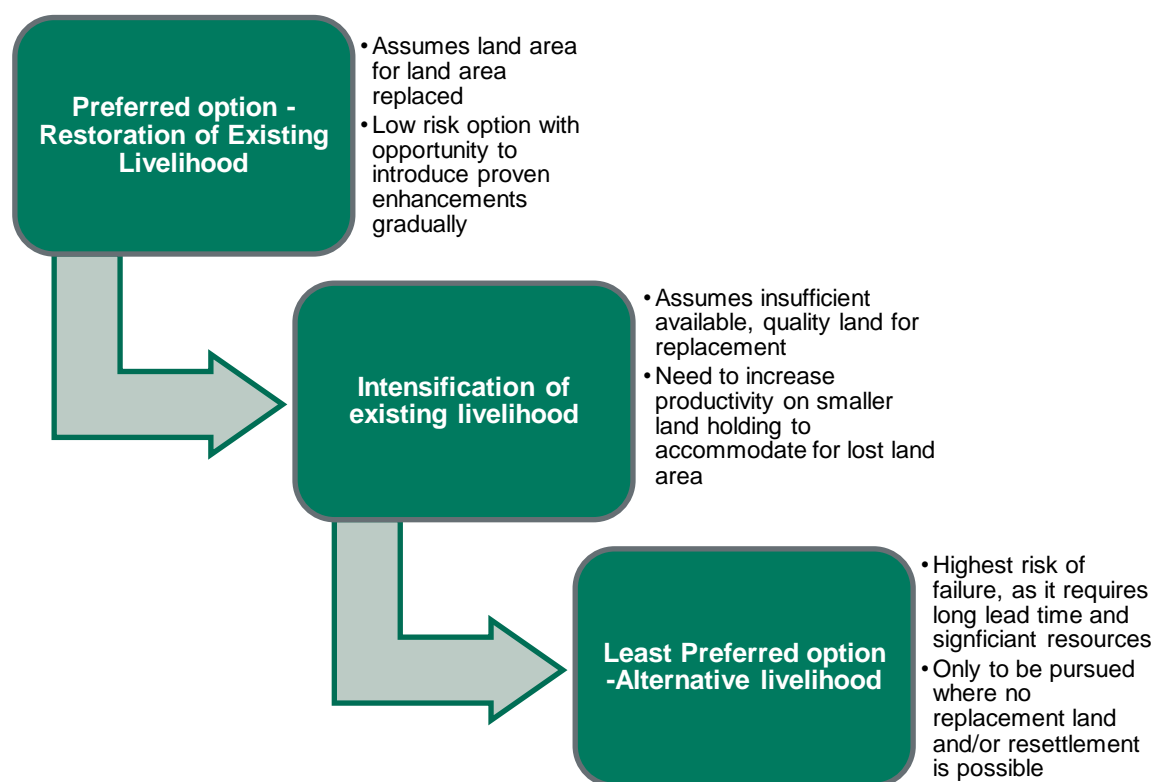 Preferred option -
Restoration of Existing
Livelihood
•Assumes land area
for land area
replaced
•Low risk option with
opportunity to
introduce proven
enhancements
gradually
Intensification of
existing livelihood
•Assumes insufficient
available, quality land for
replacement
•Need to increase
productivity on smaller
land holding to
accommodate for lost land
area
Least Preferred option
-Alternative livelihood
•Highest risk of
failure, as it requires
long lead time and
signficiant resources
•Only to be pursued
where no
replacement land
and/or resettlement
is possible